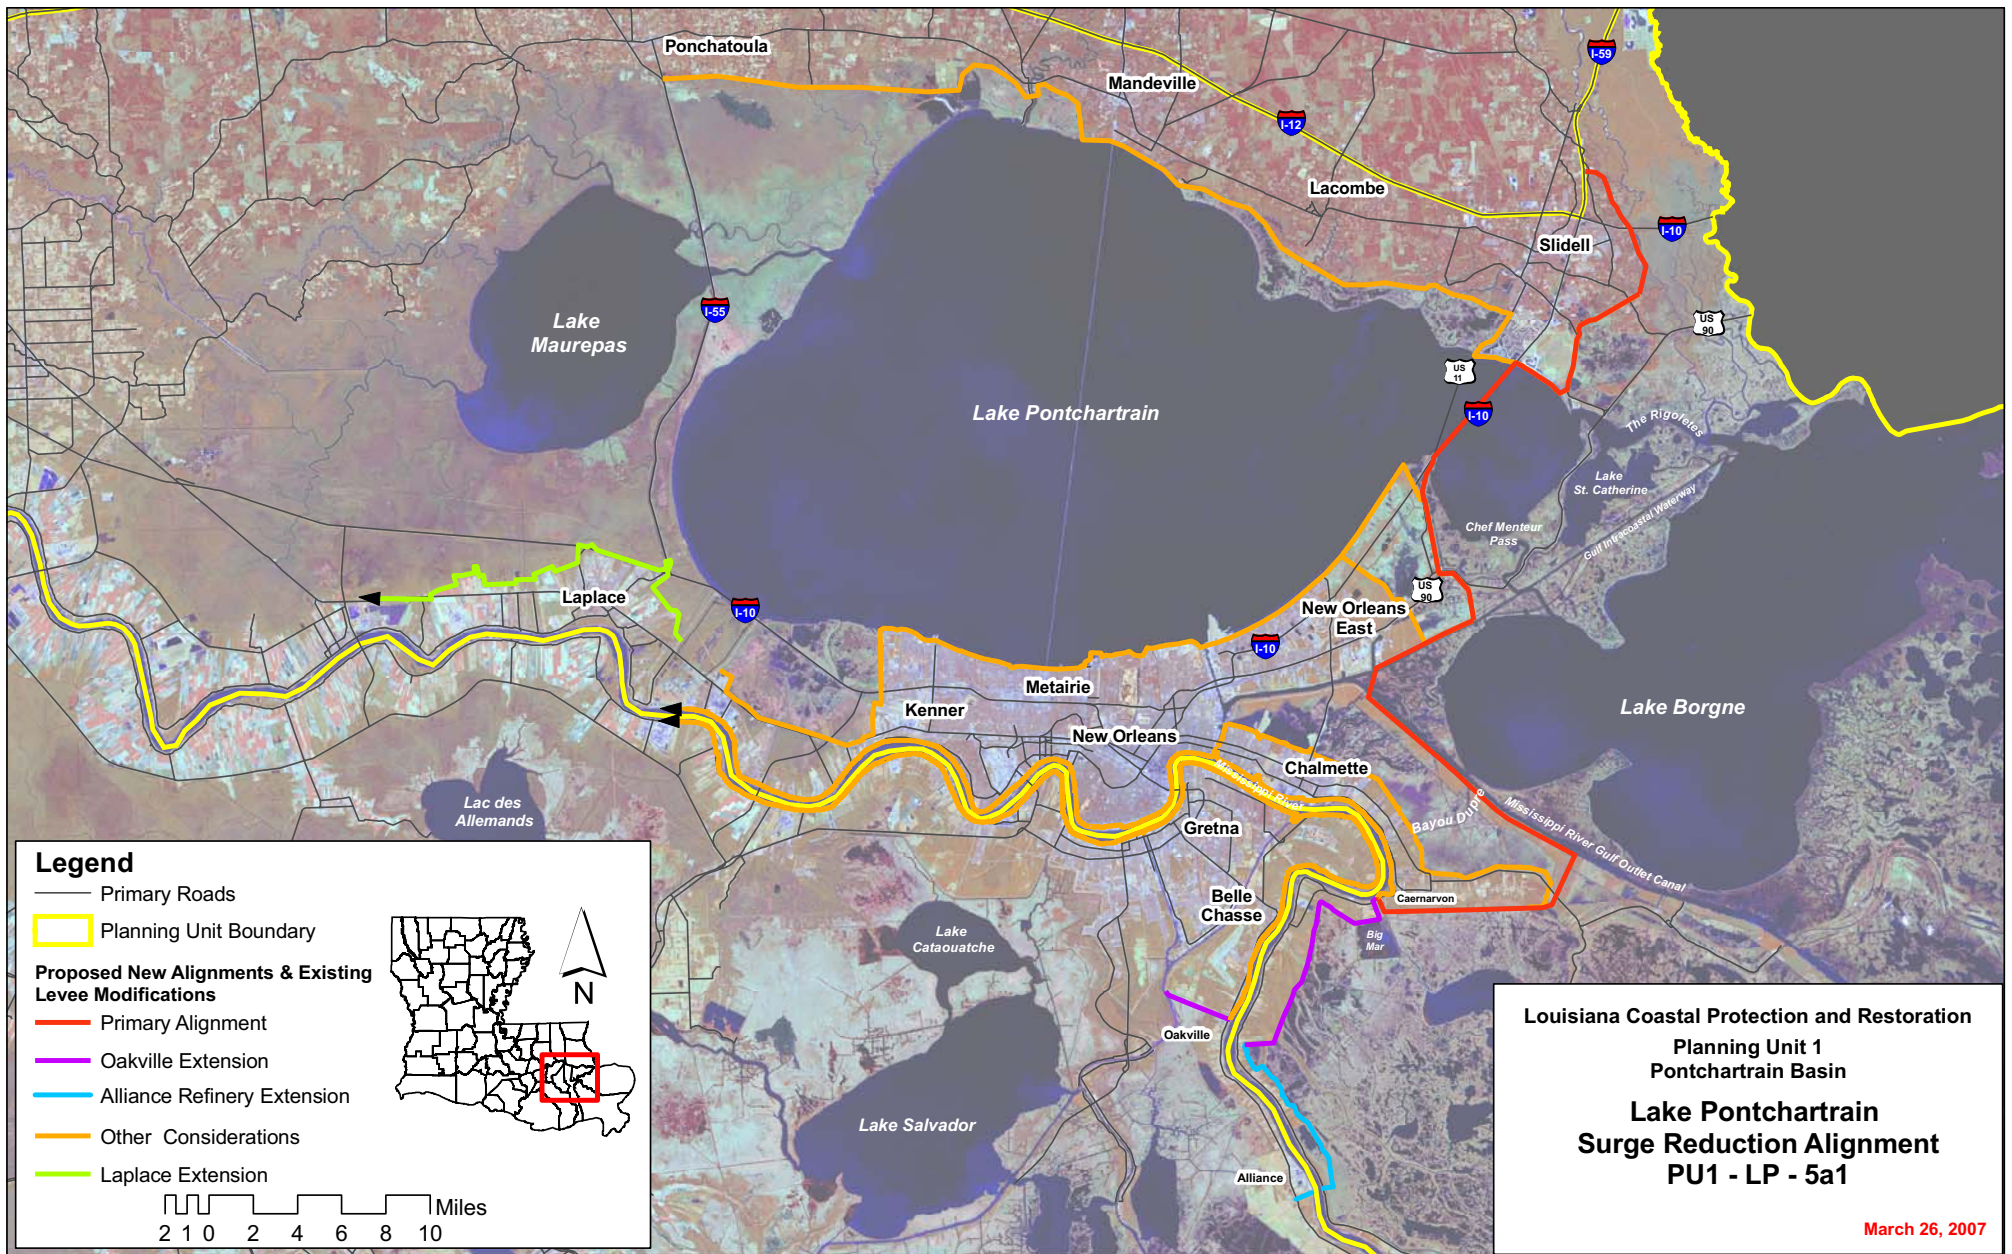 Ponchatoula
Mandeville
I-59
I-12
Lacombe
I-10
Slidell
Lake
Maurepas
I-55
US
90
US
11
Lake Pontchartrain
I-10
The Rigoletes
Lake
St. Catherine
Gulf Intracoastal Waterway
Chef Menteur
Pass
US
90
Laplace
I-10
New Orleans
East
I-10
Metairie
Kenner
New Orleans
Lake Borgne
Chalmette
Mississippi River
Lac des
Allemands
Bayou Dupre
Mississippi River Gulf Outlet Canal
Gretna
Belle
Chasse
Caernarvon
Big
Mar
Lake
Cataouatche
Oakville
Lake Salvador
Alliance
Legend
Primary Roads
Planning Unit Boundary
Proposed New Alignments & Existing
Levee Modifications
Primary Alignment
Oakville Extension
Alliance Refinery Extension
Other Considerations
Laplace Extension
N
Miles
2 1 0 2 4 6 8 10
Louisiana Coastal Protection and Restoration
Planning Unit 1
Pontchartrain Basin
Lake Pontchartrain
Surge Reduction Alignment
PU1 - LP - 5a1
March 26, 2007